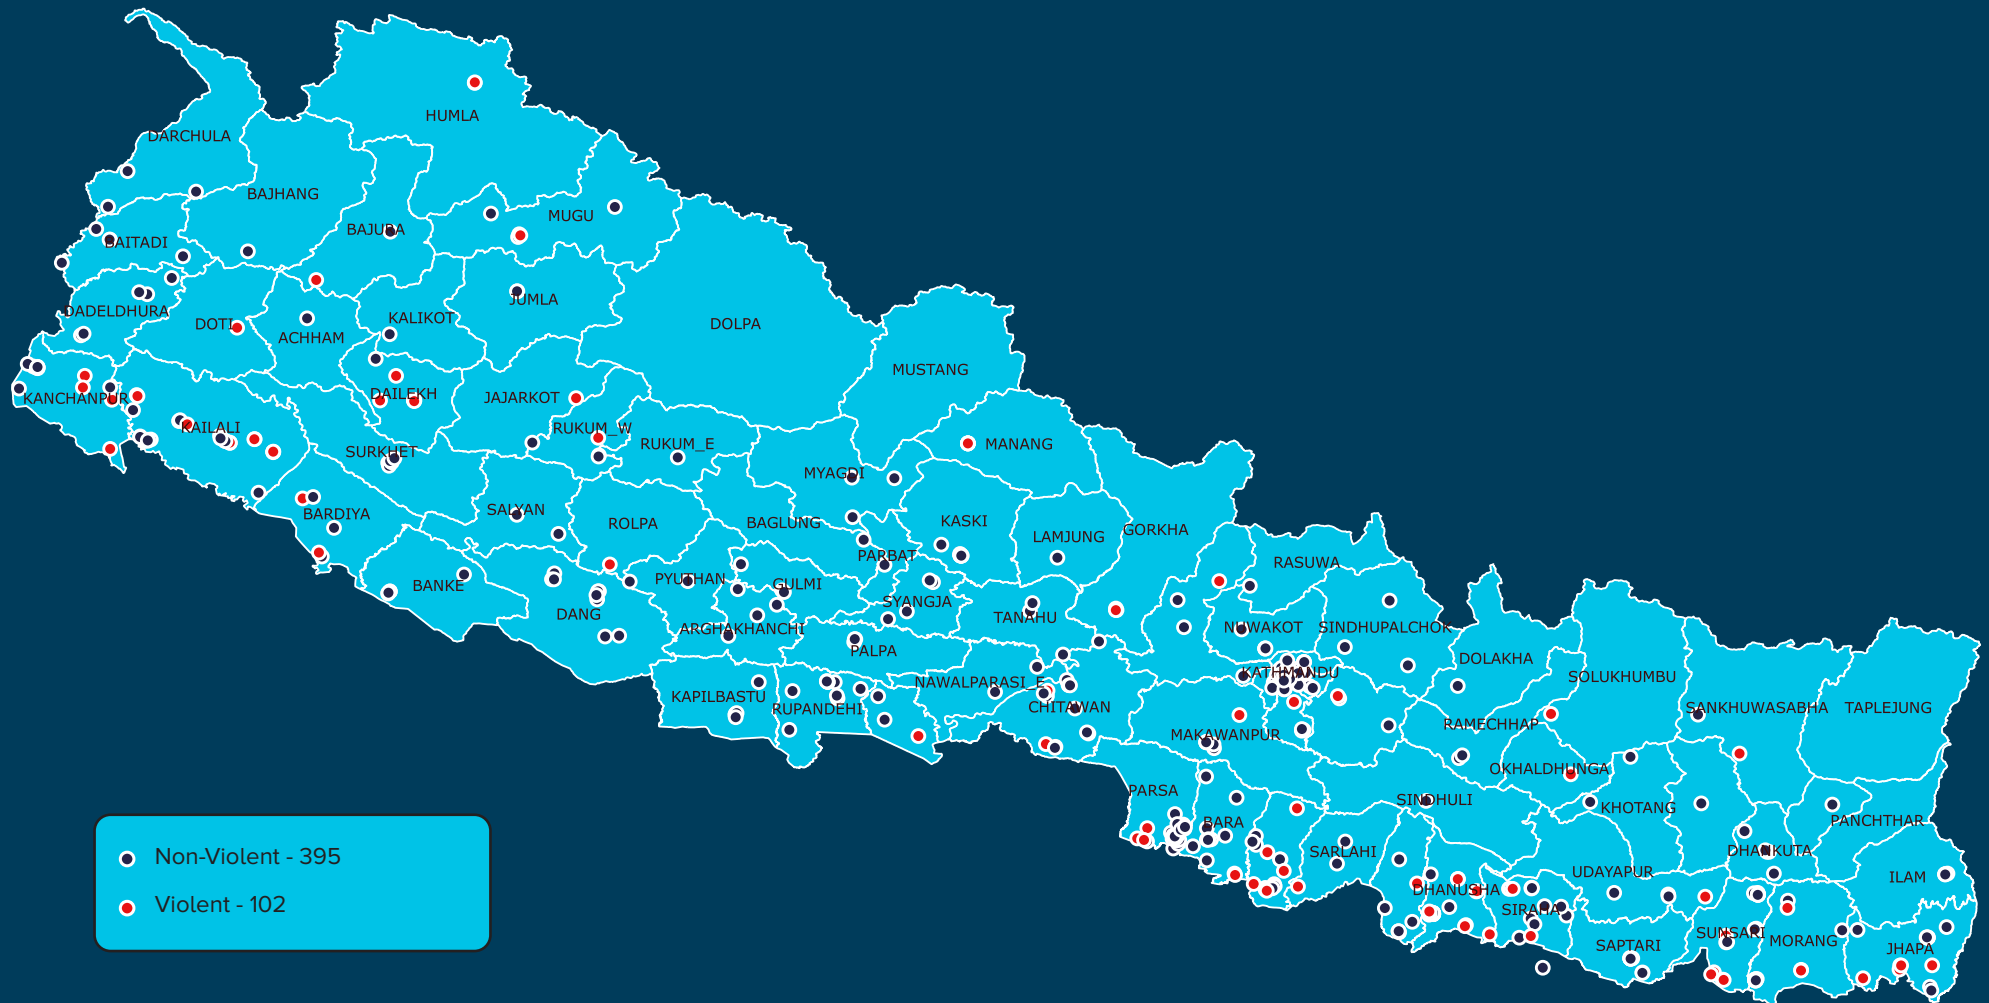 HUMLA
DARCHULA
BAJHANG
MUGU
BAJURA
BAITADI
JUMLA
DADELDHURA
DOTI
KALIKOT
ACHHAM
DOLPA
MUSTANG
KANCHANPUR
DAILEKH
JAJARKOT
KAILALI
RUKUM_W
RUKUM_E
MANANG
SURKHET
MYAGDI
BARDIYA
SALYAN
ROLPA
BAGLUNG
KASKI
LAMJUNG
GORKHA
PARBAT
RASUWA
BANKE
PYUTHAN
GULMI
SYANGJA
DANG
TANAHU
ARGHAKHANCHI
NUWAKOT
SINDHUPALCHOK
PALPA
DOLAKHA
KATHMANDU
SOLUKHUMBU
NAWALPARASI_E
KAPILBASTU
RUPANDEHI
CHITAWAN
SANKHUWASABHA
TAPLEJUNG
RAMECHHAP
MAKAWANPUR
OKHALDHUNGA
PARSA
SINDHULI
KHOTANG
BARA
PANCHTHAR
SARLAHI
DHANKUTA
UDAYAPUR
ILAM
DHANUSHA
SIRAHA
SUNSARI
MORANG
SAPTARI
JHAPA
Non-Violent - 395
Violent - 102